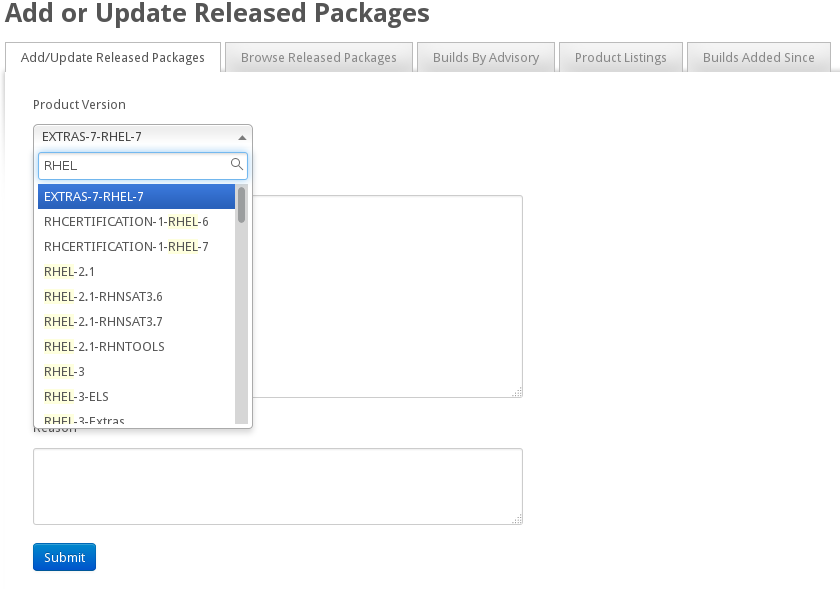 Add or Update Released Packages
Add/Update Released Packages
Browse Released Packages
Builds By Advisory
Product Listings
Builds Added Since
Product Version
EXTRAS-7-RHEL-7
RHEL
EXTRAS-7-RHEL-7
RHCERTIFICATION-1-RHEL-6
RHCERTIFICATION-1-RHEL-7
RHEL-2.1
RHEL-2.1-RHNSAT3.6
RHEL-2.1-RHNSAT3.7
RHEL-2.1-RHNTOOLS
RHEL-3
RHEL-3-ELS
RHEL-3-Extras
Reason
Submit